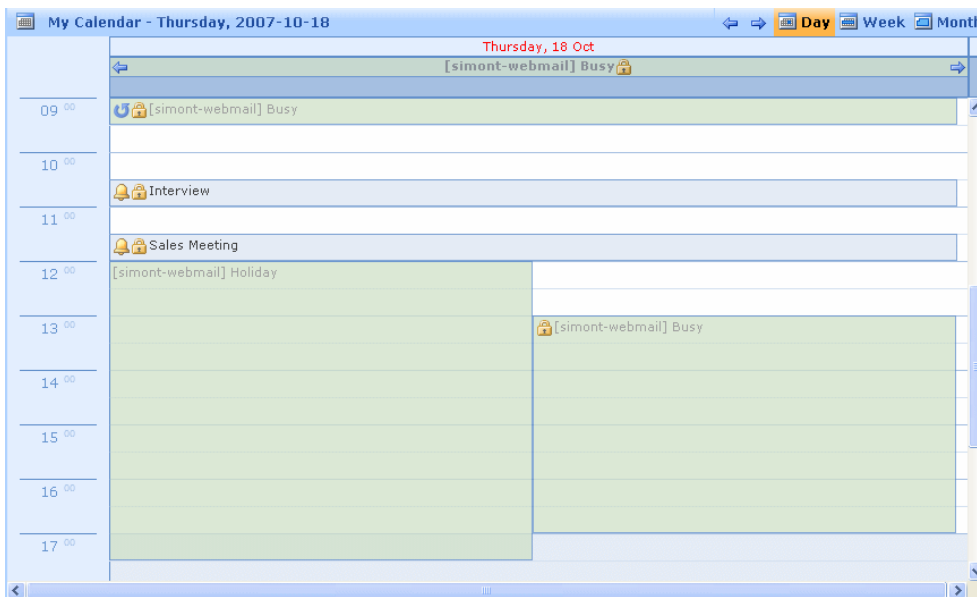 My Calendar - Thursday, 2007-10-18 Day Week Month
Thursday, 18 Oct
[simont-webmail] Busy
09 00 [simont-webmail] Busy
10 00
Interview
11 00
Sales Meeting
12 00 [simont-webmail] Holiday
13 00 [simont-webmail] Busy
14 00
15 00
16 00
17 00